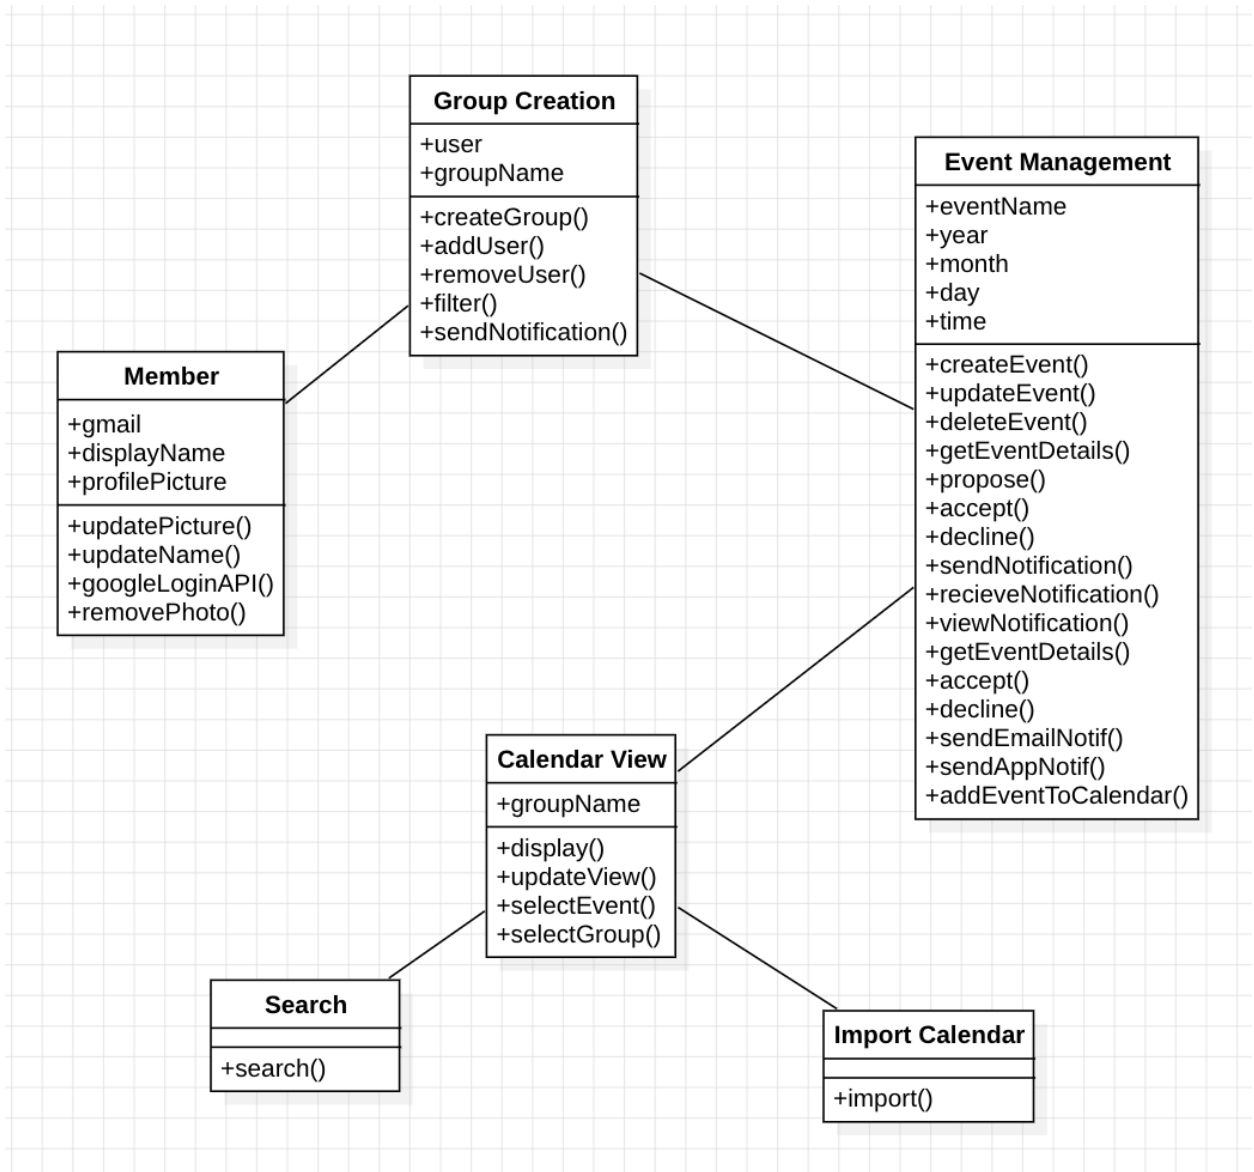 Group Creation
+user
+groupName
+createGroup()
+addUser()
+removeUser()
+filter()
+sendNotification()
Event Management
+eventName
+year
+month
+day
+time
+createEvent()
+updateEvent()
+deleteEvent()
+getEventDetails()
+propose()
+accept()
+decline()
+sendNotification()
+recieveNotification()
+viewNotification()
+getEventDetails()
+accept()
+decline()
+sendEmailNotif()
+sendAppNotif()
+addEventToCalendar()
Member
+gmail
+displayName
+profilePicture
+updatePicture()
+updateName()
+googleLoginAPI()
+removePhoto()
Calendar View
+groupName
+display()
+updateView()
+selectEvent()
+selectGroup()
Search
+search()
Import Calendar
+import()